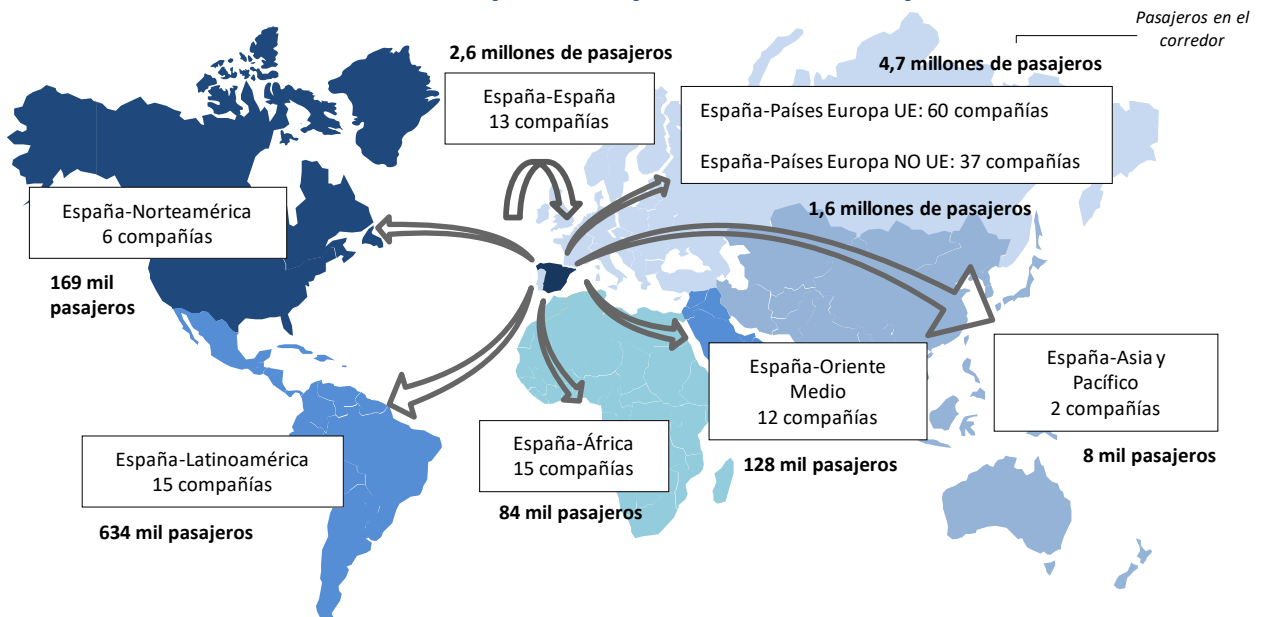 Pasajeros en el
corredor
2,6 millones de pasajeros
4,7 millones de pasajeros
España-España
13 compañías
España-Países Europa UE: 60 compañías
España-Países Europa NO UE: 37 compañías
1,6 millones de pasajeros
España-Norteamérica
6 compañías
169 mil
pasajeros
España-Oriente
Medio
12 compañías
128 mil pasajeros
España-Asia y
Pacífico
2 compañías
8 mil pasajeros
España-África
15 compañías
84 mil pasajeros
España-Latinoamérica
15 compañías
634 mil pasajeros